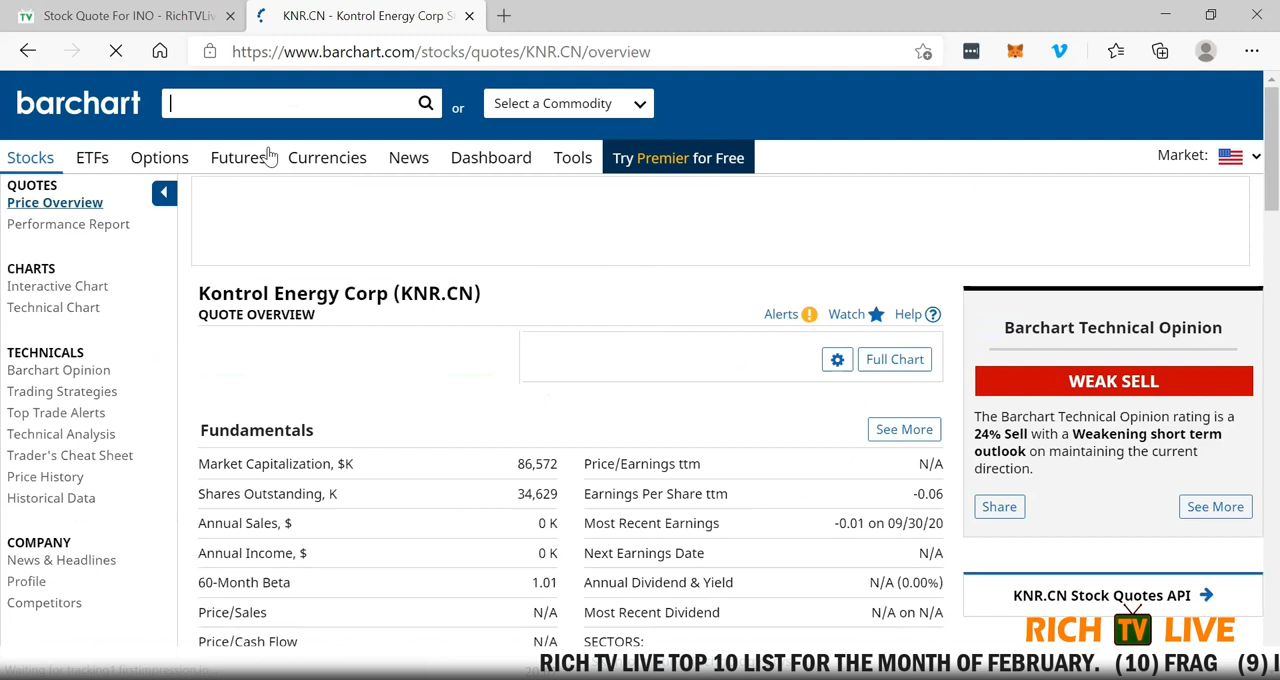 Stock Quote For INO - RichTVLiv
KNR.CN - Kontrol Energy Corp S
https://www.barchart.com/stocks/quotes/KNR.CN/overview
barchart
or
Select a Commodity
Stocks
ETFs
Options
Futures
Currencies
News
Dashboard
Tools
Try Premier for Free
Market:
QUOTES
Price Overview
Performance Report
CHARTS
Interactive Chart
Technical Chart
TECHNICALS
Barchart Opinion
Trading Strategies
Top Trade Alerts
Technical Analysis
Trader's Cheat Sheet
Price History
Historical Data
COMPANY
News & Headlines
Profile
Competitors
Kontrol Energy Corp (KNR.CN)
QUOTE OVERVIEW
Alerts
Watch
Help
Full Chart
Fundamentals
See More
Market Capitalization, $K 86,572
Shares Outstanding, K 34,629
Annual Sales, $ 0 K
Annual Income, $ 0 K
60-Month Beta 1.01
Price/Sales N/A
Price/Cash Flow N/A
Price/Earnings ttm N/A
Earnings Per Share ttm -0.06
Most Recent Earnings -0.01 on 09/30/20
Next Earnings Date N/A
Annual Dividend & Yield N/A (0.00%)
Most Recent Dividend N/A on N/A
SECTORS:
Barchart Technical Opinion
WEAK SELL
The Barchart Technical Opinion rating is a
24% Sell with a Weakening short term
outlook on maintaining the current
direction.
Share
See More
KNR.CN Stock Quotes API
RICH TV LIVE
RICH TV LIVE TOP 10 LIST FOR THE MONTH OF FEBRUARY. (10) FRAG (9)